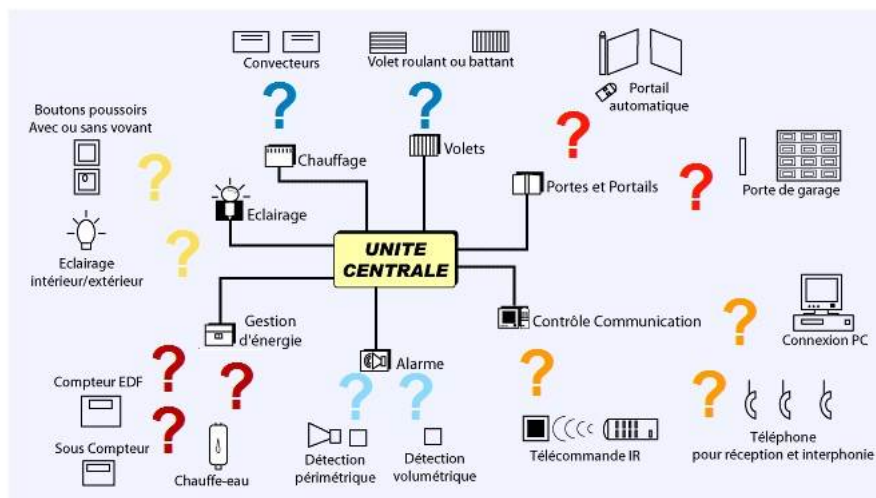 Convecteurs
Volet roulant ou battant
Portail
automatique
Boutons poussoirs
Avec ou sans voyant
?
?
?
Chauffage
Volets
?
Portes et Portails
?
Porte de garage
Eclairage
?
Eclairage
intérieur/extérieur
UNITE
CENTRALE
Gestion
d'énergie
Contrôle Communication
?
Connexion PC
Alarme
?
?
?
?
?
?
Compteur EDF
?
?
Sous Compteur
Chauffe-eau
Détection
périmétrique
Détection
volumétrique
Télécommande IR
Téléphone
pour réception et interphonie